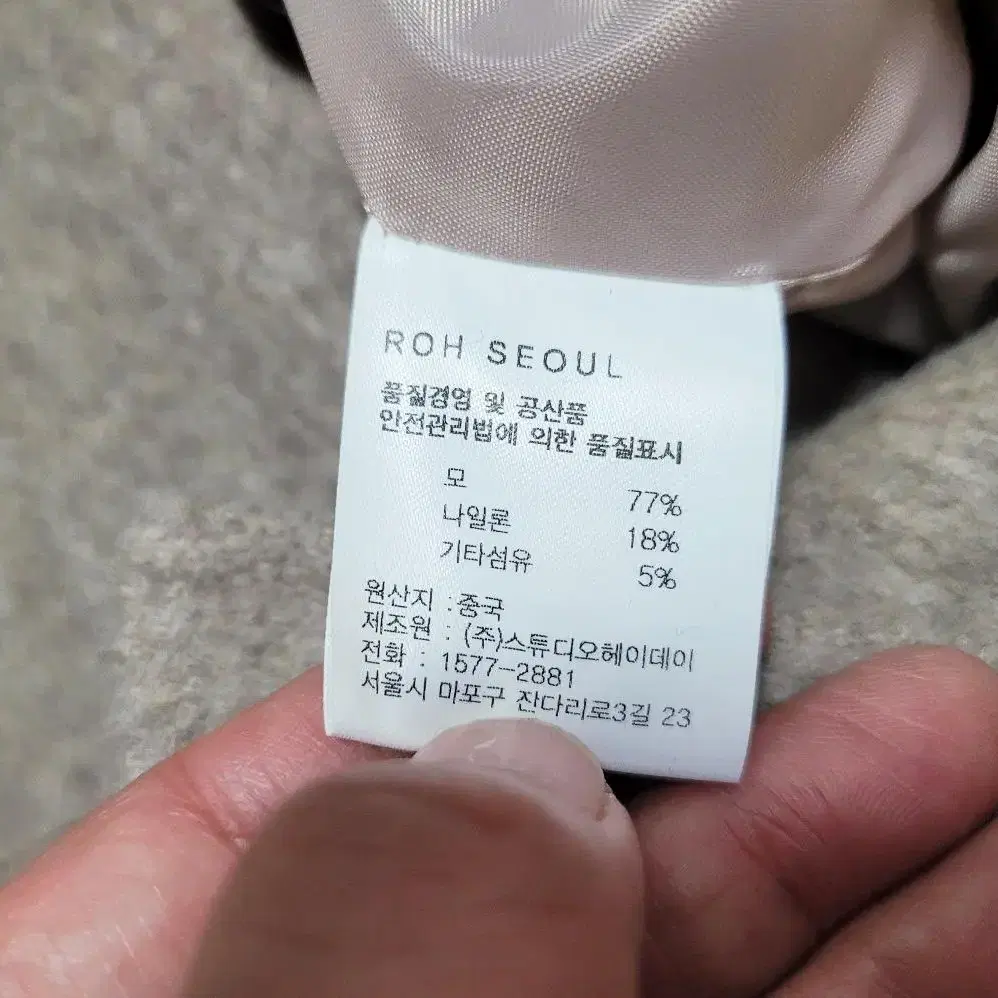 ROH SEOUL
품질경영 및 공산품
안전관리법에 의한 품질표시
모 77%
나일론 18%
기타섬유 5%
원산지 : 중국
제조원 : (주)스튜디오헤이데이
전화 : 1577-2881
서울시 마포구 잔다리로3길 23